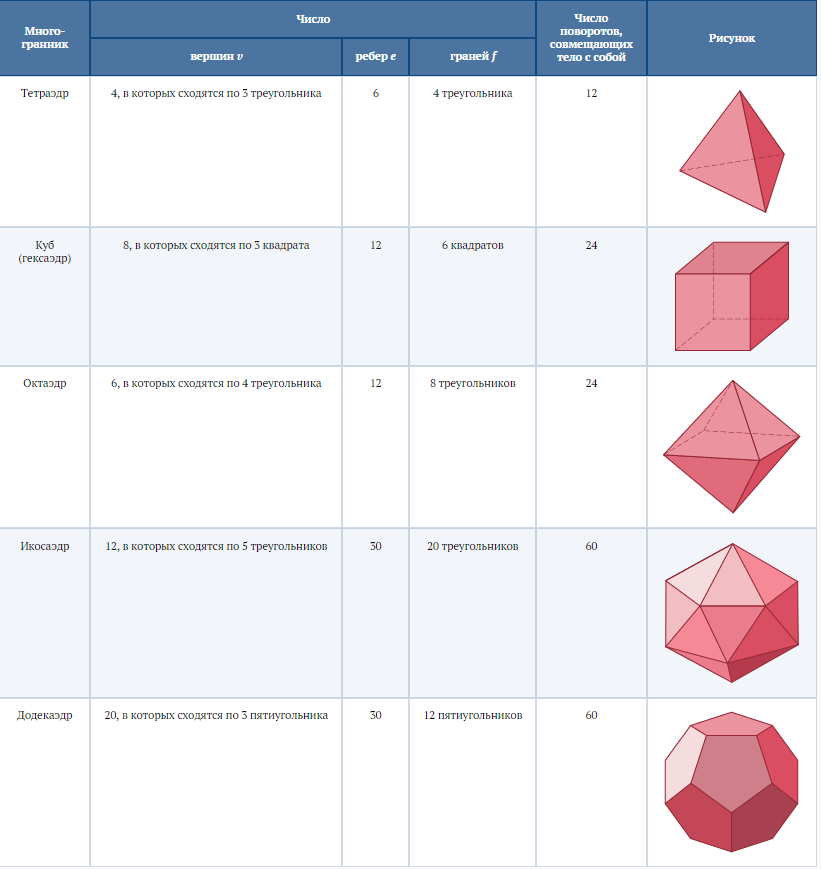 Много-
гранник
Число
Число
поворотов,
совмещающих
тело с собой
Рисунок
вершин v
ребер e
граней f
Тетраэдр
4, в которых сходятся по 3 треугольника
6
4 треугольника
12
Куб
(гексаэдр)
8, в которых сходятся по 3 квадрата
12
6 квадратов
24
Октаэдр
6, в которых сходятся по 4 треугольника
12
8 треугольников
24
Икосаэдр
12, в которых сходятся по 5 треугольников
30
20 треугольников
60
Додекаэдр
20, в которых сходятся по 3 пятиугольника
30
12 пятиугольников
60